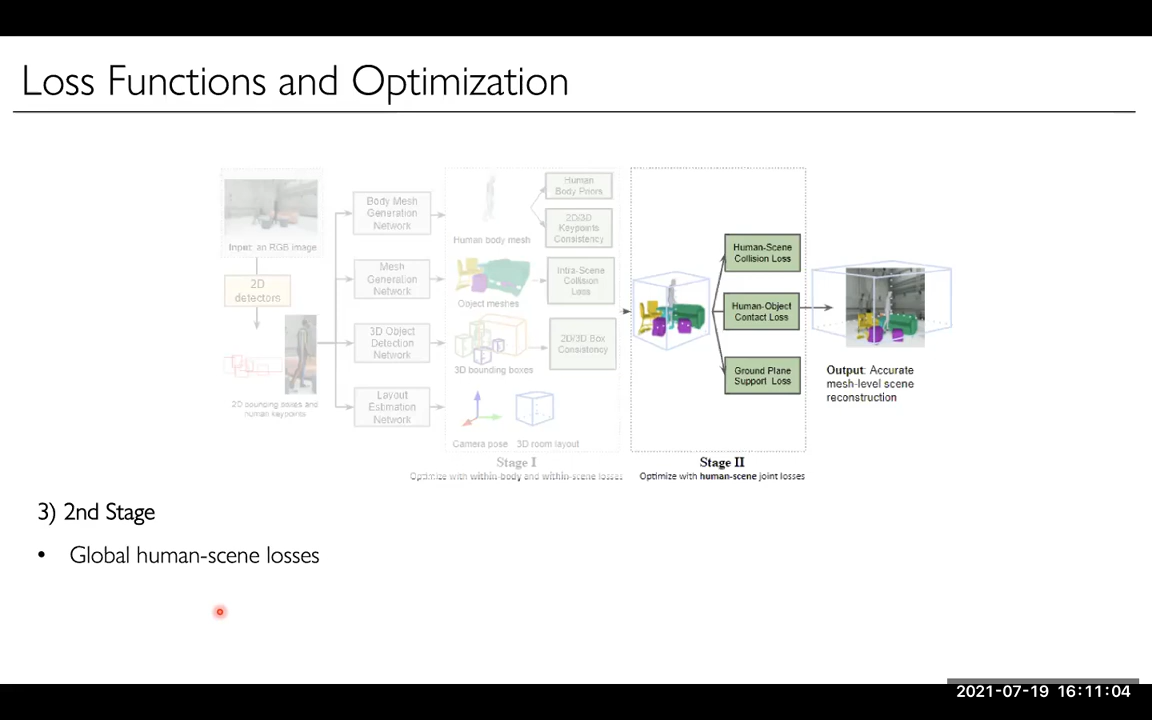 Loss Functions and Optimization
Input: an RGB image
2D
detectors
2D bounding boxes and
human keypoints
Body Mesh
Generation
Network
Mesh
Generation
Network
3D Object
Detection
Network
Layout
Estimation
Network
Human body mesh
Object meshes
3D bounding boxes
Camera pose
3D room layout
Human
Body Priors
2D/3D
Keypoints
Consistency
Intra-Scene
Collision
Loss
2D/3D Box
Consistency
Stage I
Optimize with within-body and within-scene losses
Human-Scene
Collision Loss
Human-Object
Contact Loss
Ground Plane
Support Loss
Stage II
Optimize with human-scene joint losses
Output: Accurate
mesh-level scene
reconstruction
3) 2nd Stage
• Global human-scene losses
2021-07-19 16:11:04